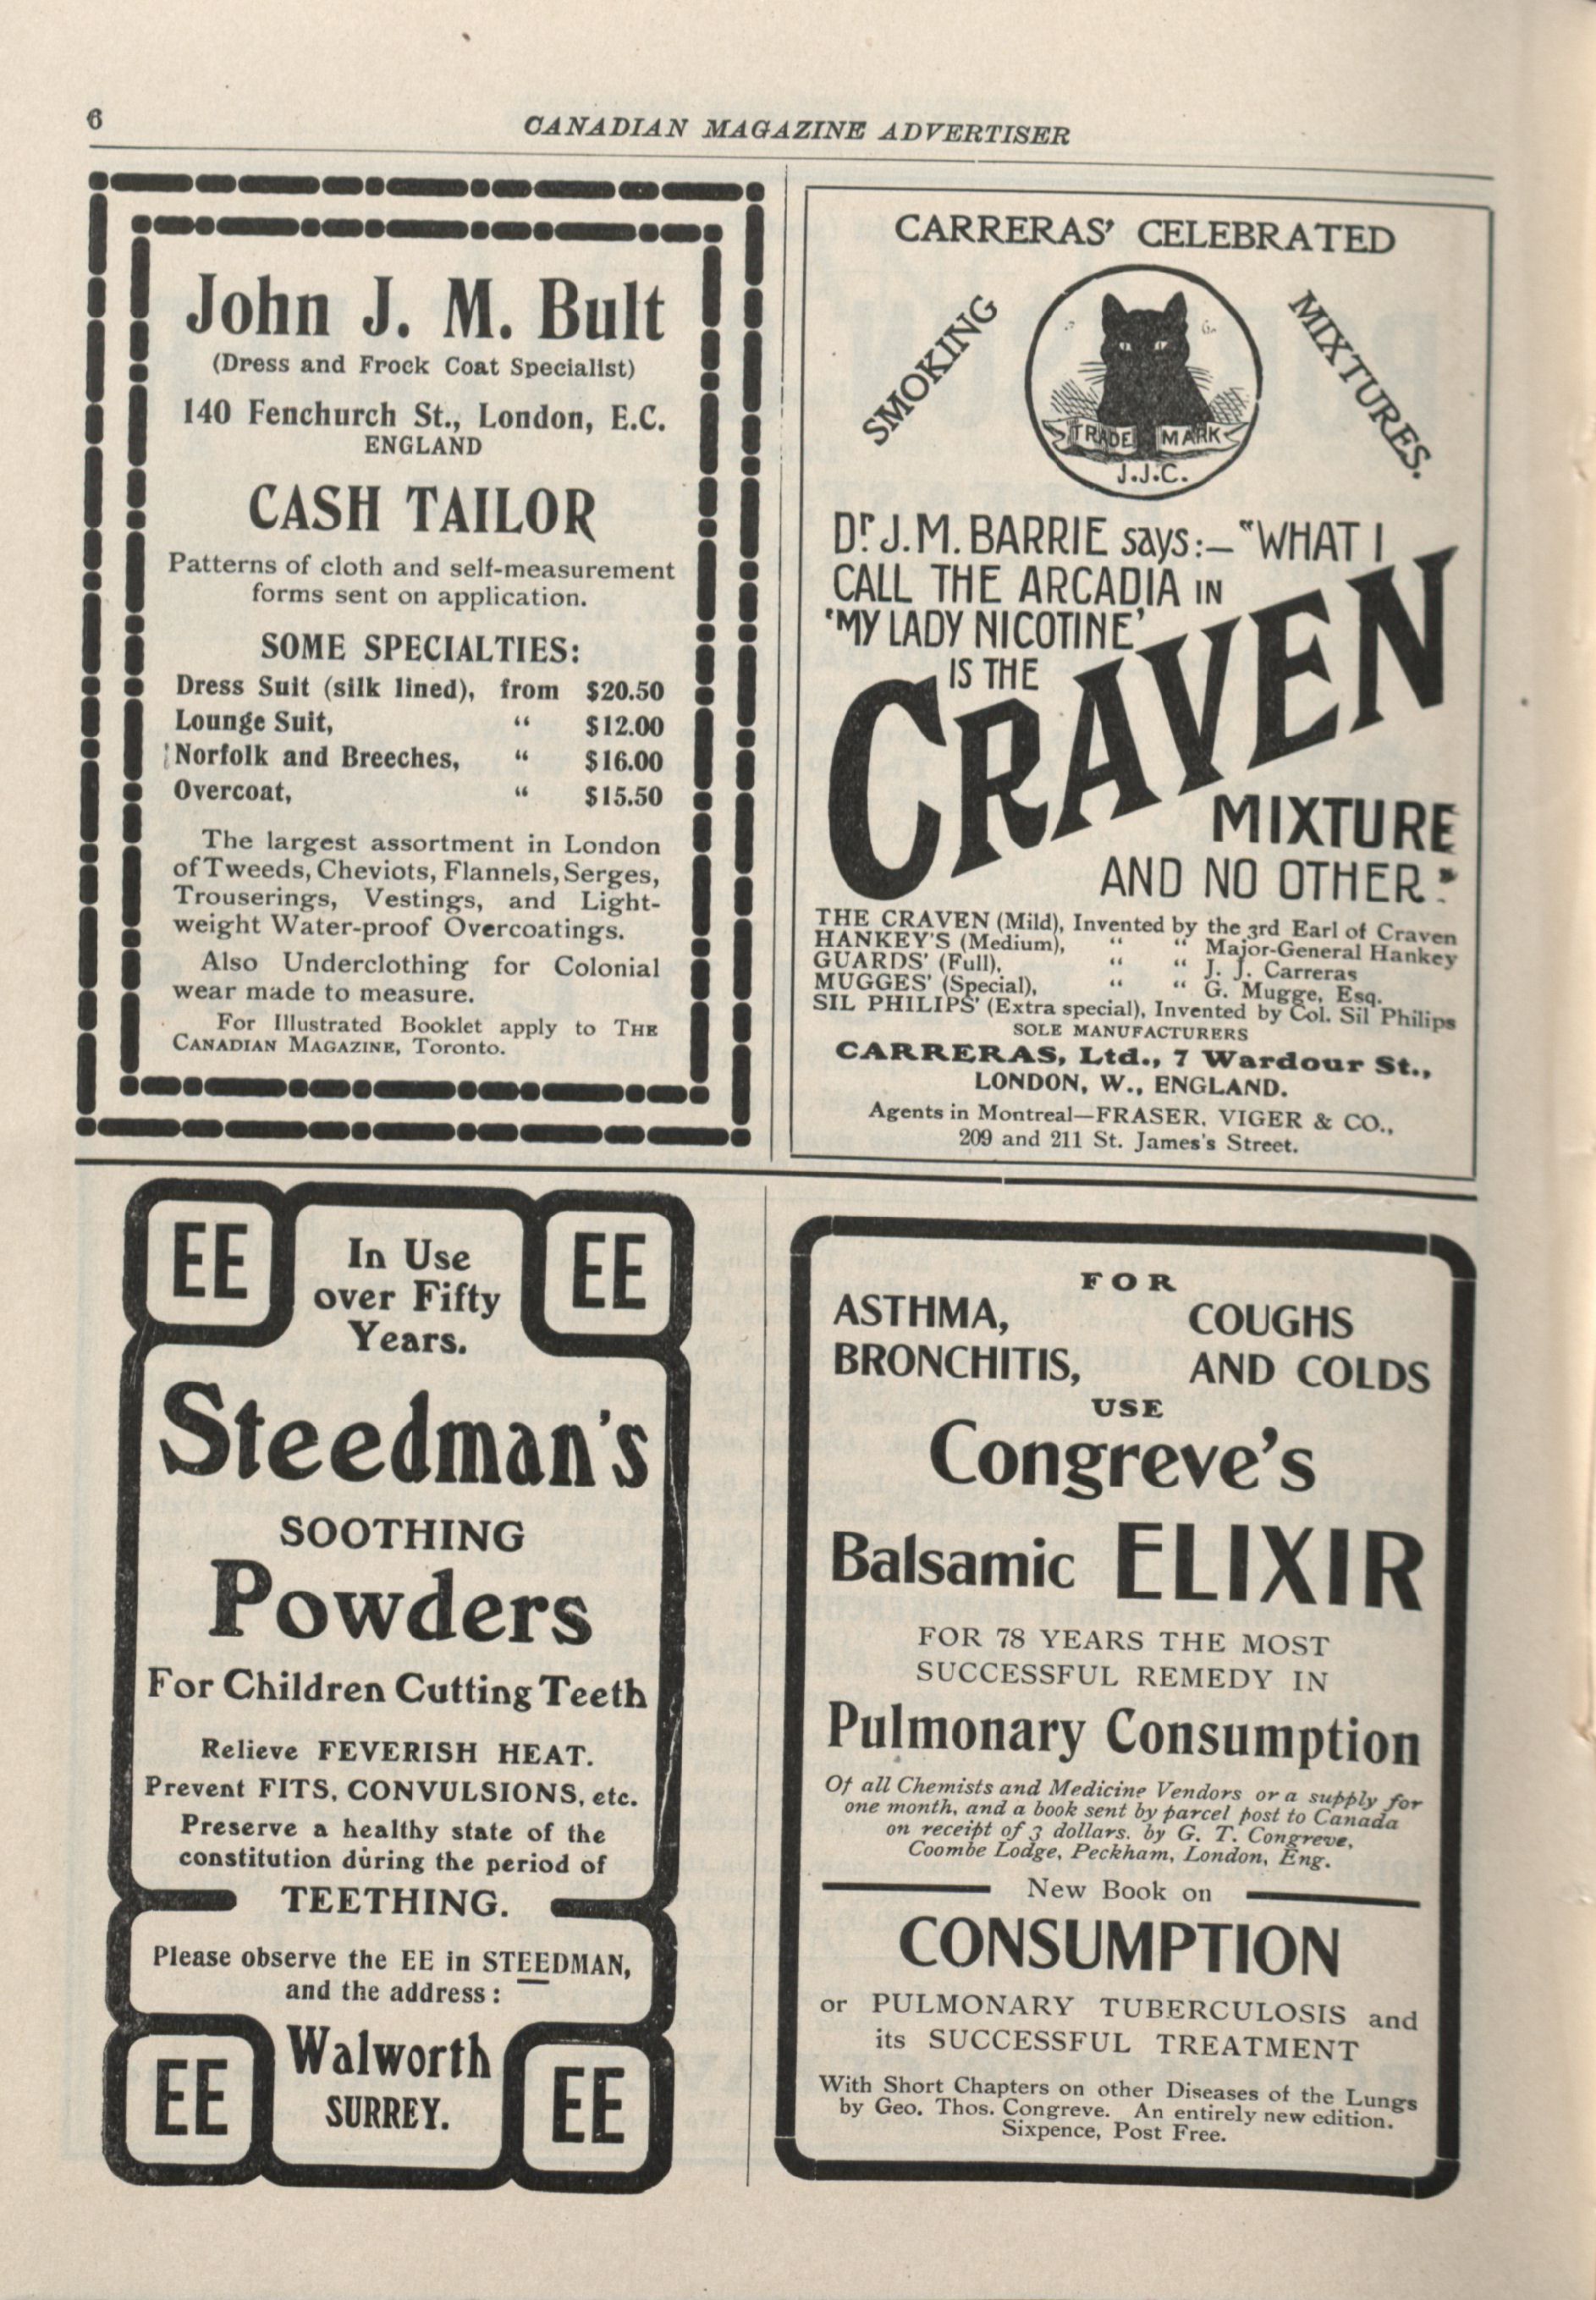 6
CANADIAN MAGAZINE ADVERTISER
John J. M. Bult
(Dress and Frock Coat Specialist)
140 Fenchurch St., London, E.C.
ENGLAND
CASH TAILOR
Patterns of cloth and self-measurement
forms sent on application.
SOME SPECIALTIES:
Dress Suit (silk lined), from $20.50
Lounge Suit, “ $12.00
Norfolk and Breeches, “ $16.00
Overcoat, “ $15.50
The largest assortment in London
of Tweeds, Cheviots, Flannels, Serges,
Trouserings, Vestings, and Light-
weight Water-proof Overcoatings.
Also Underclothing for Colonial
wear made to measure.
For Illustrated Booklet apply to THE
CANADIAN MAGAZINE, Toronto.
CARRERAS’ CELEBRATED
SMOKING
MIXTURES.
TRADE MARK
J.J.C.
Dr. J.M. BARRIE says:— “WHAT I
CALL THE ARCADIA IN
‘MY LADY NICOTINE’
IS THE
CRAVEN
MIXTURE
AND NO OTHER.”
THE CRAVEN (Mild), Invented by the 3rd Earl of Craven
HANKEY'S (Medium), “ “ Major-General Hankey
GUARDS' (Full), “ “ J. J. Carreras
MUGGES' (Special), “ “ G. Mugge, Esq.
SIL PHILIPS' (Extra special), Invented by Col. Sil Philips
SOLE MANUFACTURERS
CARRERAS, Ltd., 7 Wardour St.,
LONDON, W., ENGLAND.
Agents in Montreal—FRASER, VIGER & CO.,
209 and 211 St. James's Street.
EE
EE
In Use
over Fifty
Years.
Steedman's
SOOTHING
Powders
For Children Cutting Teeth
Relieve FEVERISH HEAT.
Prevent FITS, CONVULSIONS, etc.
Preserve a healthy state of the
constitution during the period of
TEETHING.
Please observe the EE in STEEDMAN,
and the address:
Walworth
SURREY.
EE
EE
FOR
ASTHMA, COUGHS
BRONCHITIS, AND COLDS
USE
Congreve's
Balsamic ELIXIR
FOR 78 YEARS THE MOST
SUCCESSFUL REMEDY IN
Pulmonary Consumption
Of all Chemists and Medicine Vendors or a supply for
one month, and a book sent by parcel post to Canada
on receipt of 3 dollars, by G. T. Congreve,
Coombe Lodge, Peckham, London, Eng.
New Book on
CONSUMPTION
or PULMONARY TUBERCULOSIS and
its SUCCESSFUL TREATMENT
With Short Chapters on other Diseases of the Lungs
by Geo. Thos. Congreve. An entirely new edition.
Sixpence, Post Free.